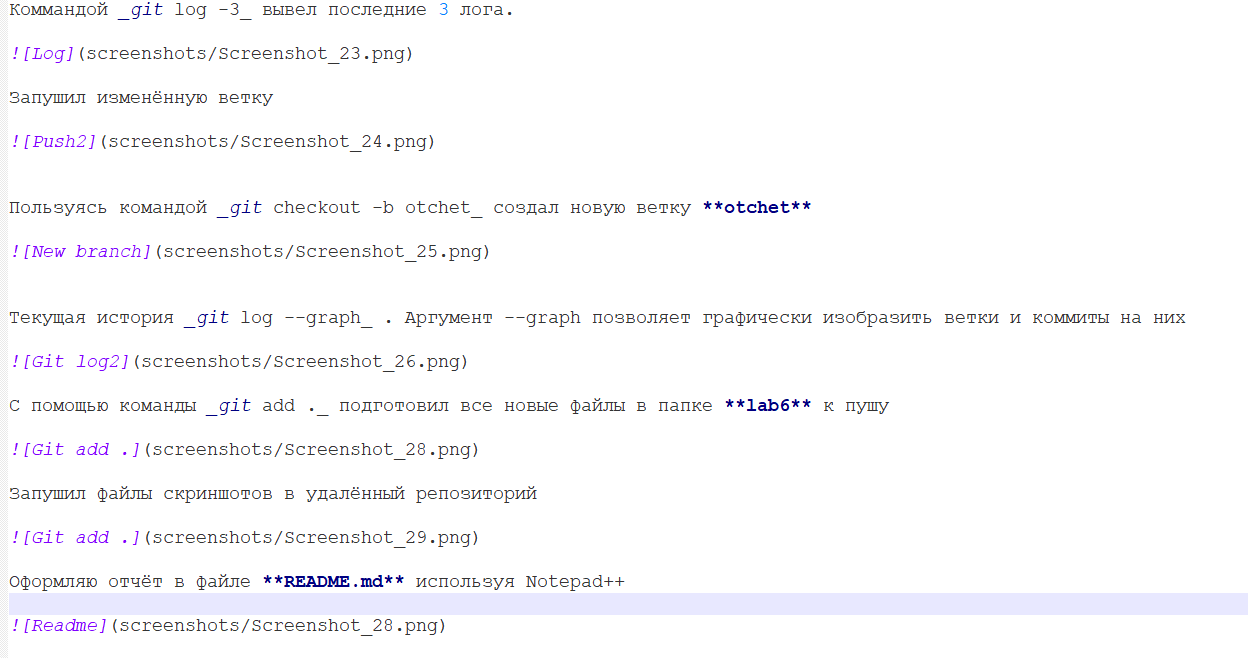 Коммандой _git log -3_ вывел последние 3 лога.
![Log](screenshots/Screenshot_23.png)
Запушил изменённую ветку
![Push2](screenshots/Screenshot_24.png)
Пользуясь командой _git checkout -b otchet_ создал новую ветку **otchet**
![New branch](screenshots/Screenshot_25.png)
Текущая история _git log --graph_ . Аргумент --graph позволяет графически изобразить ветки и коммиты на них
![Git log2](screenshots/Screenshot_26.png)
С помощью команды _git add ._ подготовил все новые файлы в папке **lab6** к пушу
![Git add .](screenshots/Screenshot_28.png)
Запушил файлы скриншотов в удалённый репозиторий
![Git add .](screenshots/Screenshot_29.png)
Оформляю отчёт в файле **README.md** используя Notepad++
![Readme](screenshots/Screenshot_28.png)